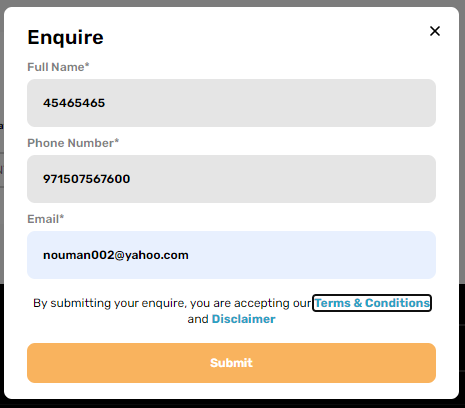 Enquire
Full Name*
45465465
Phone Number*
971507567600
Email*
nouman002@yahoo.com
By submitting your enquire, you are accepting our Terms & Conditions
and Disclaimer
Submit